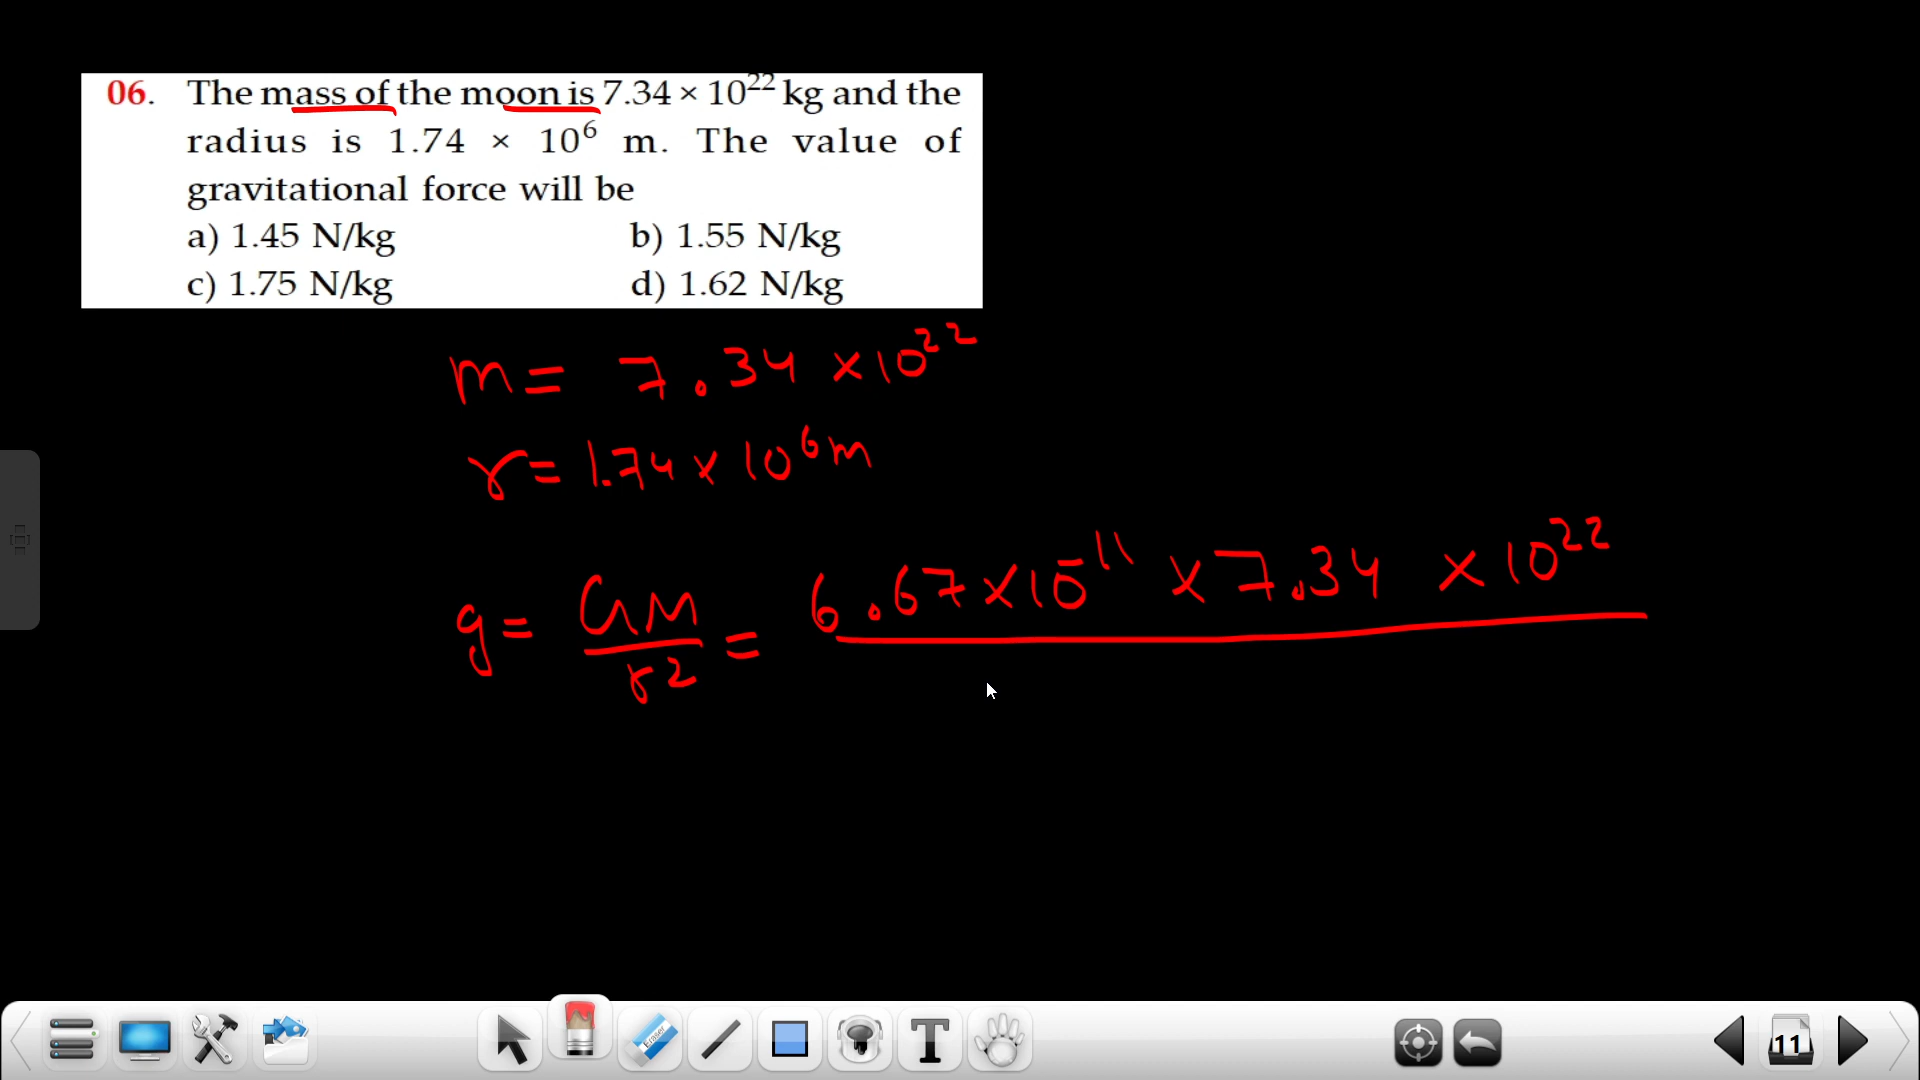 06. The mass of the moon is 7.34 × 10²² kg and the
radius is 1.74 × 10⁶ m. The value of
gravitational force will be
a) 1.45 N/kg b) 1.55 N/kg
c) 1.75 N/kg d) 1.62 N/kg
m = 7.34 × 10²²
r = 1.74 × 10⁶ m
g = GM/r² = 6.67 × 10⁻¹¹ × 7.34 × 10²²
Eraser
T
11